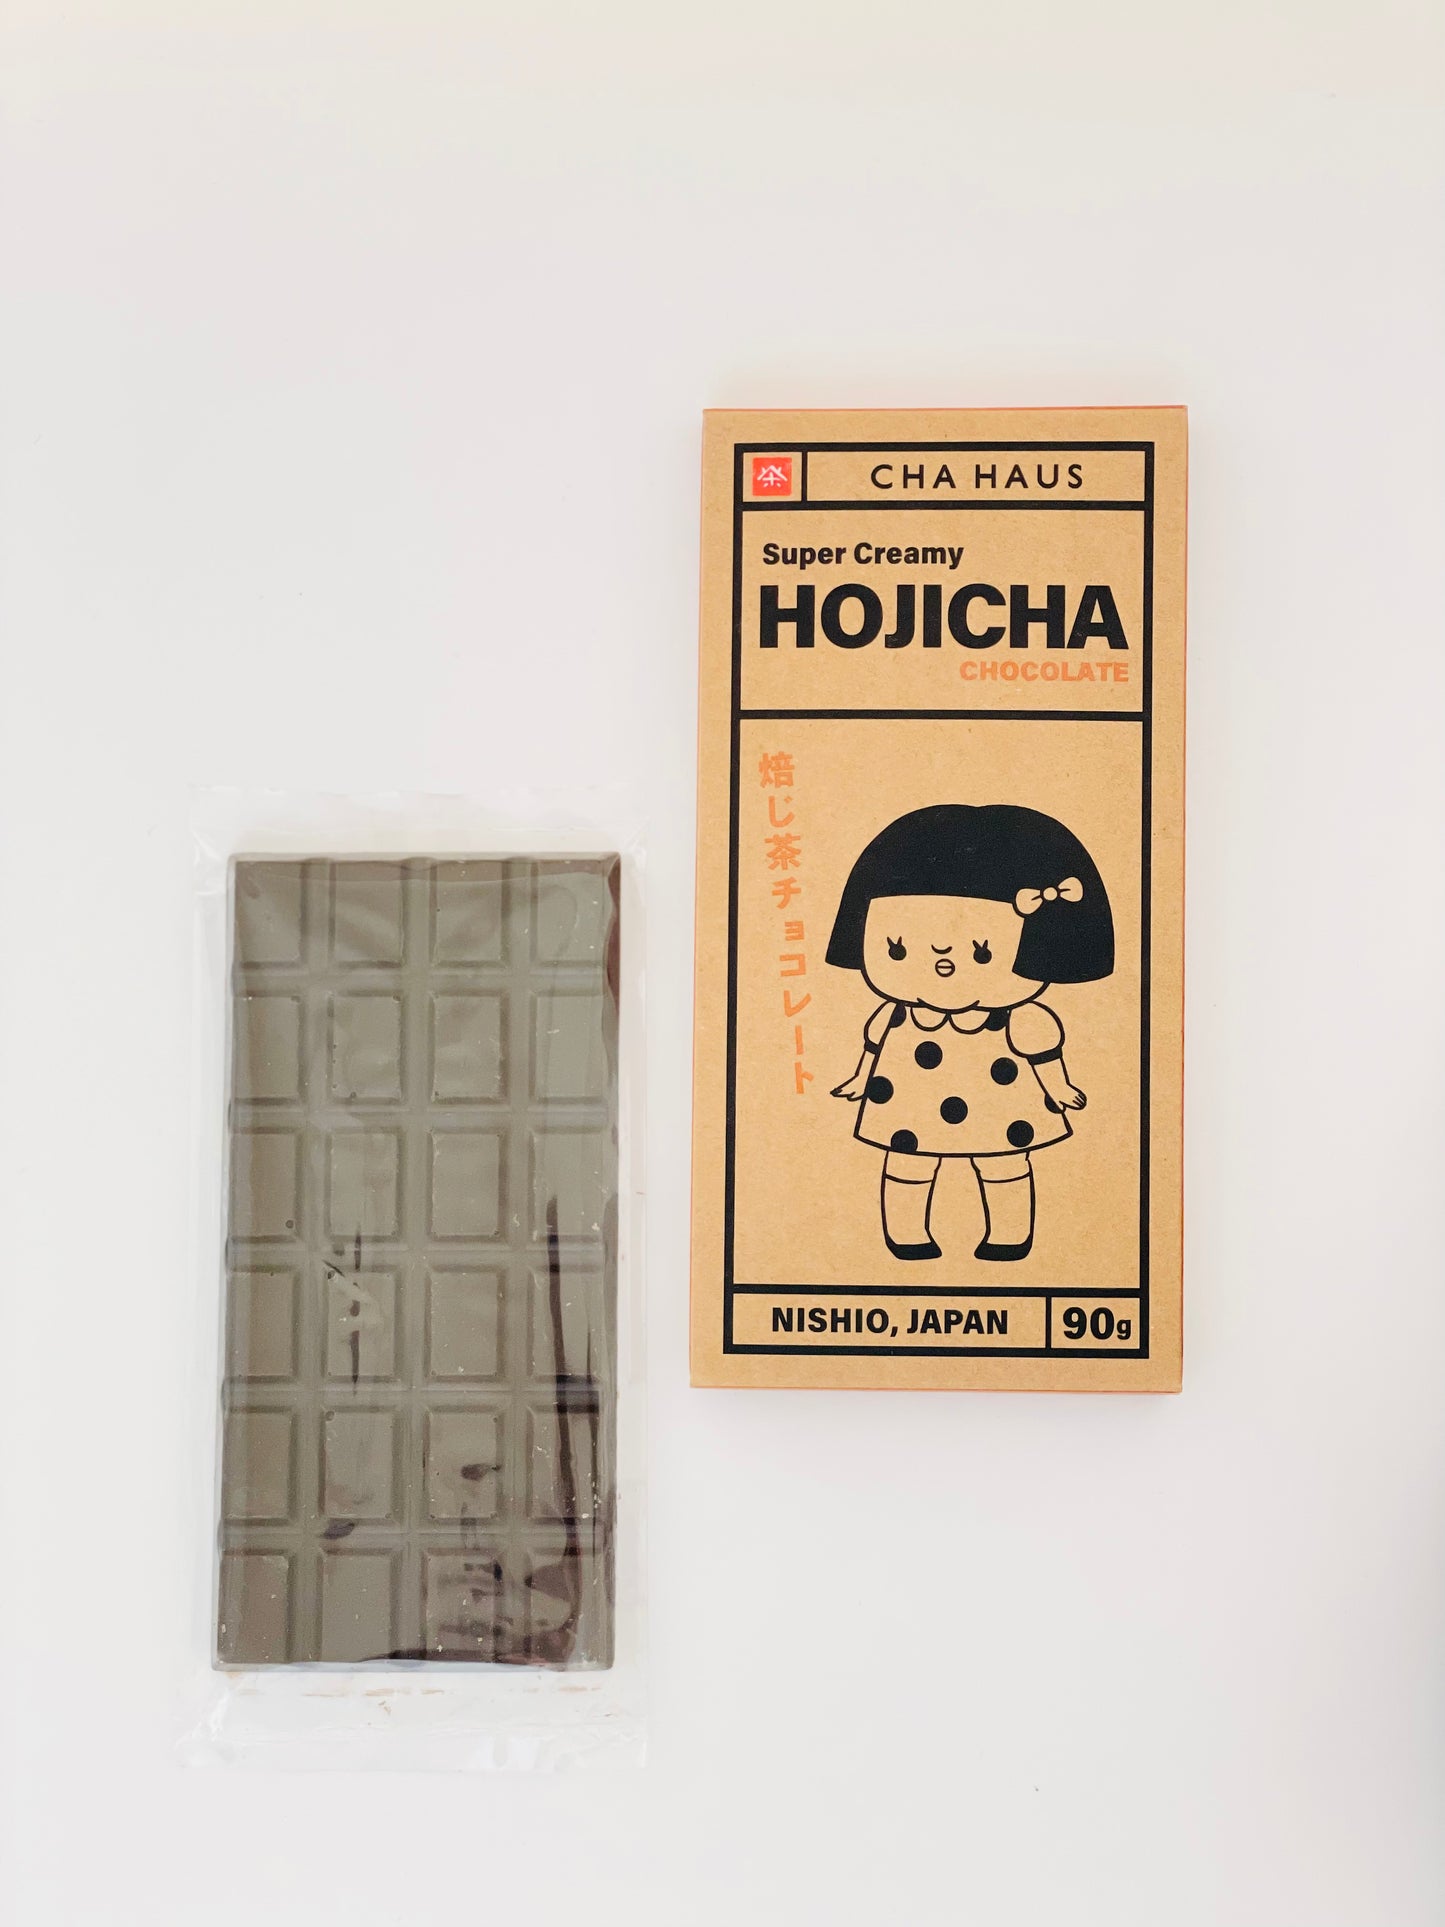 茶
CHA HAUS
Super Creamy
HOJICHA
CHOCOLATE
焙じ茶チョコレート
NISHIO, JAPAN
90g